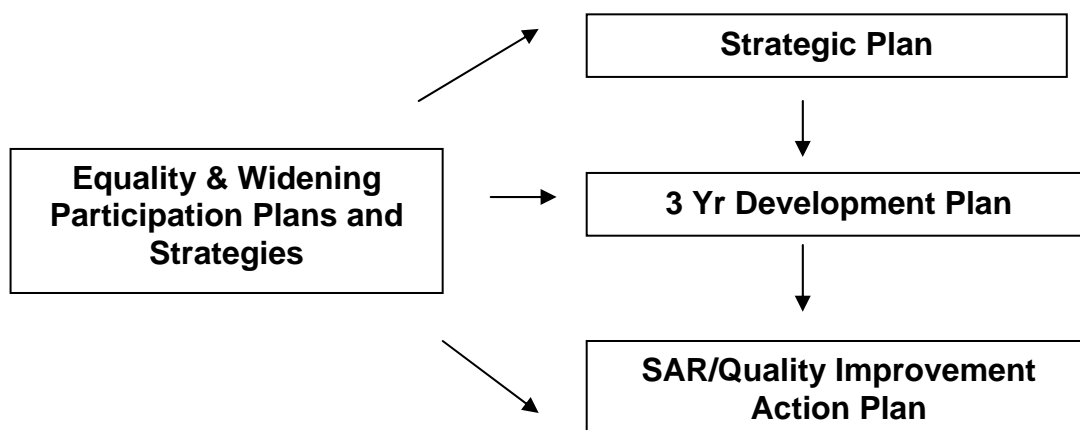 Strategic Plan
Equality & Widening
Participation Plans and
Strategies
3 Yr Development Plan
SAR/Quality Improvement
Action Plan